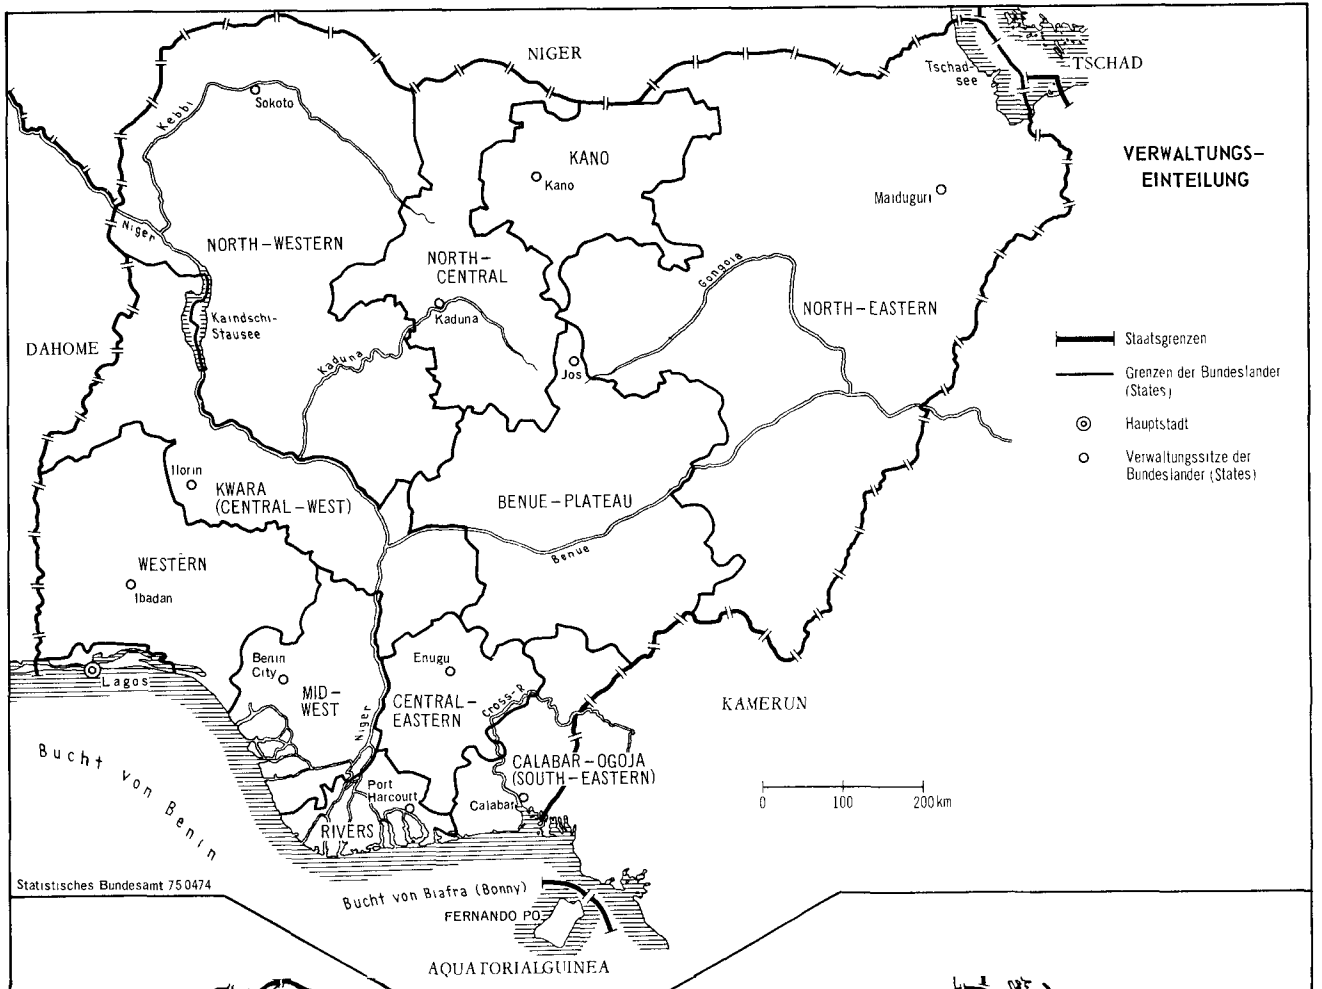 NIGER
TSCHAD
Tschad-
see
VERWALTUNGS-
EINTEILUNG
Sokoto
Kebbi
KANO
Kano
Maiduguri
Niger
NORTH-WESTERN
NORTH-
CENTRAL
Gongola
NORTH-EASTERN
Kaindschi-
Stausee
Kaduna
Kaduna
DAHOME
Jos
Staatsgrenzen
Grenzen der Bundesländer
(States)
Hauptstadt
Verwaltungssitze der
Bundesländer (States)
Ilorin
KWARA
(CENTRAL-WEST)
BENUE-PLATEAU
Benue
WESTERN
Ibadan
Benin
City
Enugu
Lagos
MID-
WEST
CENTRAL-
EASTERN
Cross-R
Niger
KAMERUN
CALABAR-OGOJA
(SOUTH-EASTERN)
Port
Harcourt
Calabar
RIVERS
0 100 200 km
Bucht von Benin
Statistisches Bundesamt 750474
Bucht von Biafra (Bonny)
FERNANDO PO
AQUATORIALGUINEA